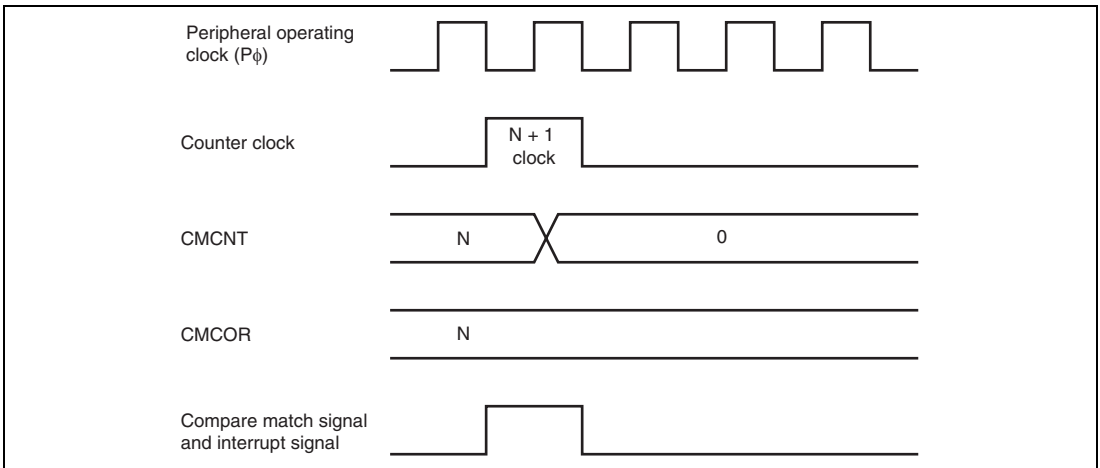 Peripheral operating
clock (Pϕ)
Counter clock
N + 1
clock
CMCNT
N
0
CMCOR
N
Compare match signal
and interrupt signal